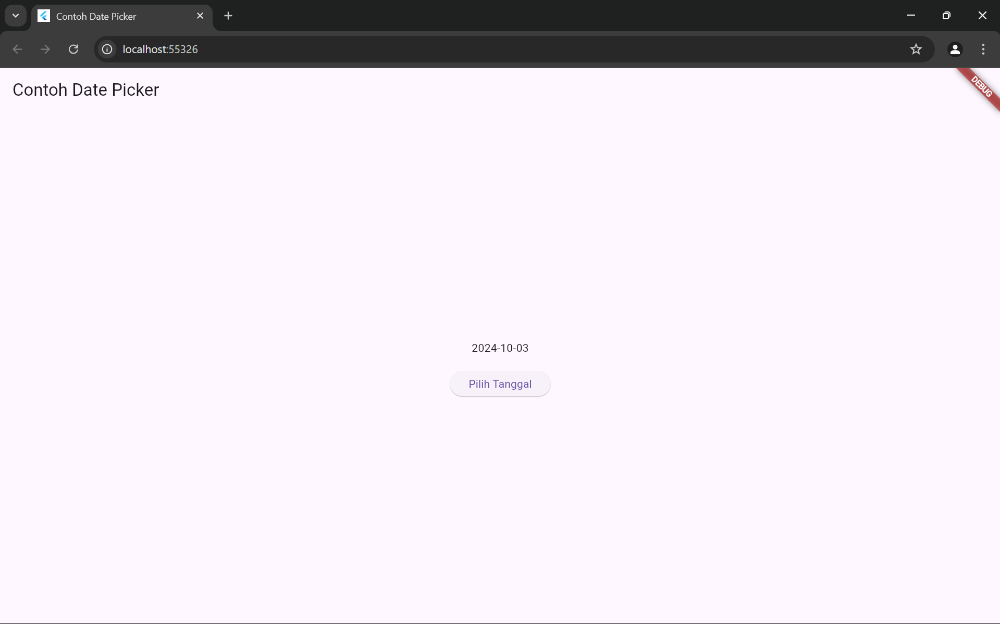 Contoh Date Picker
localhost:55326
Contoh Date Picker
DEBUG
2024-10-03
Pilih Tanggal